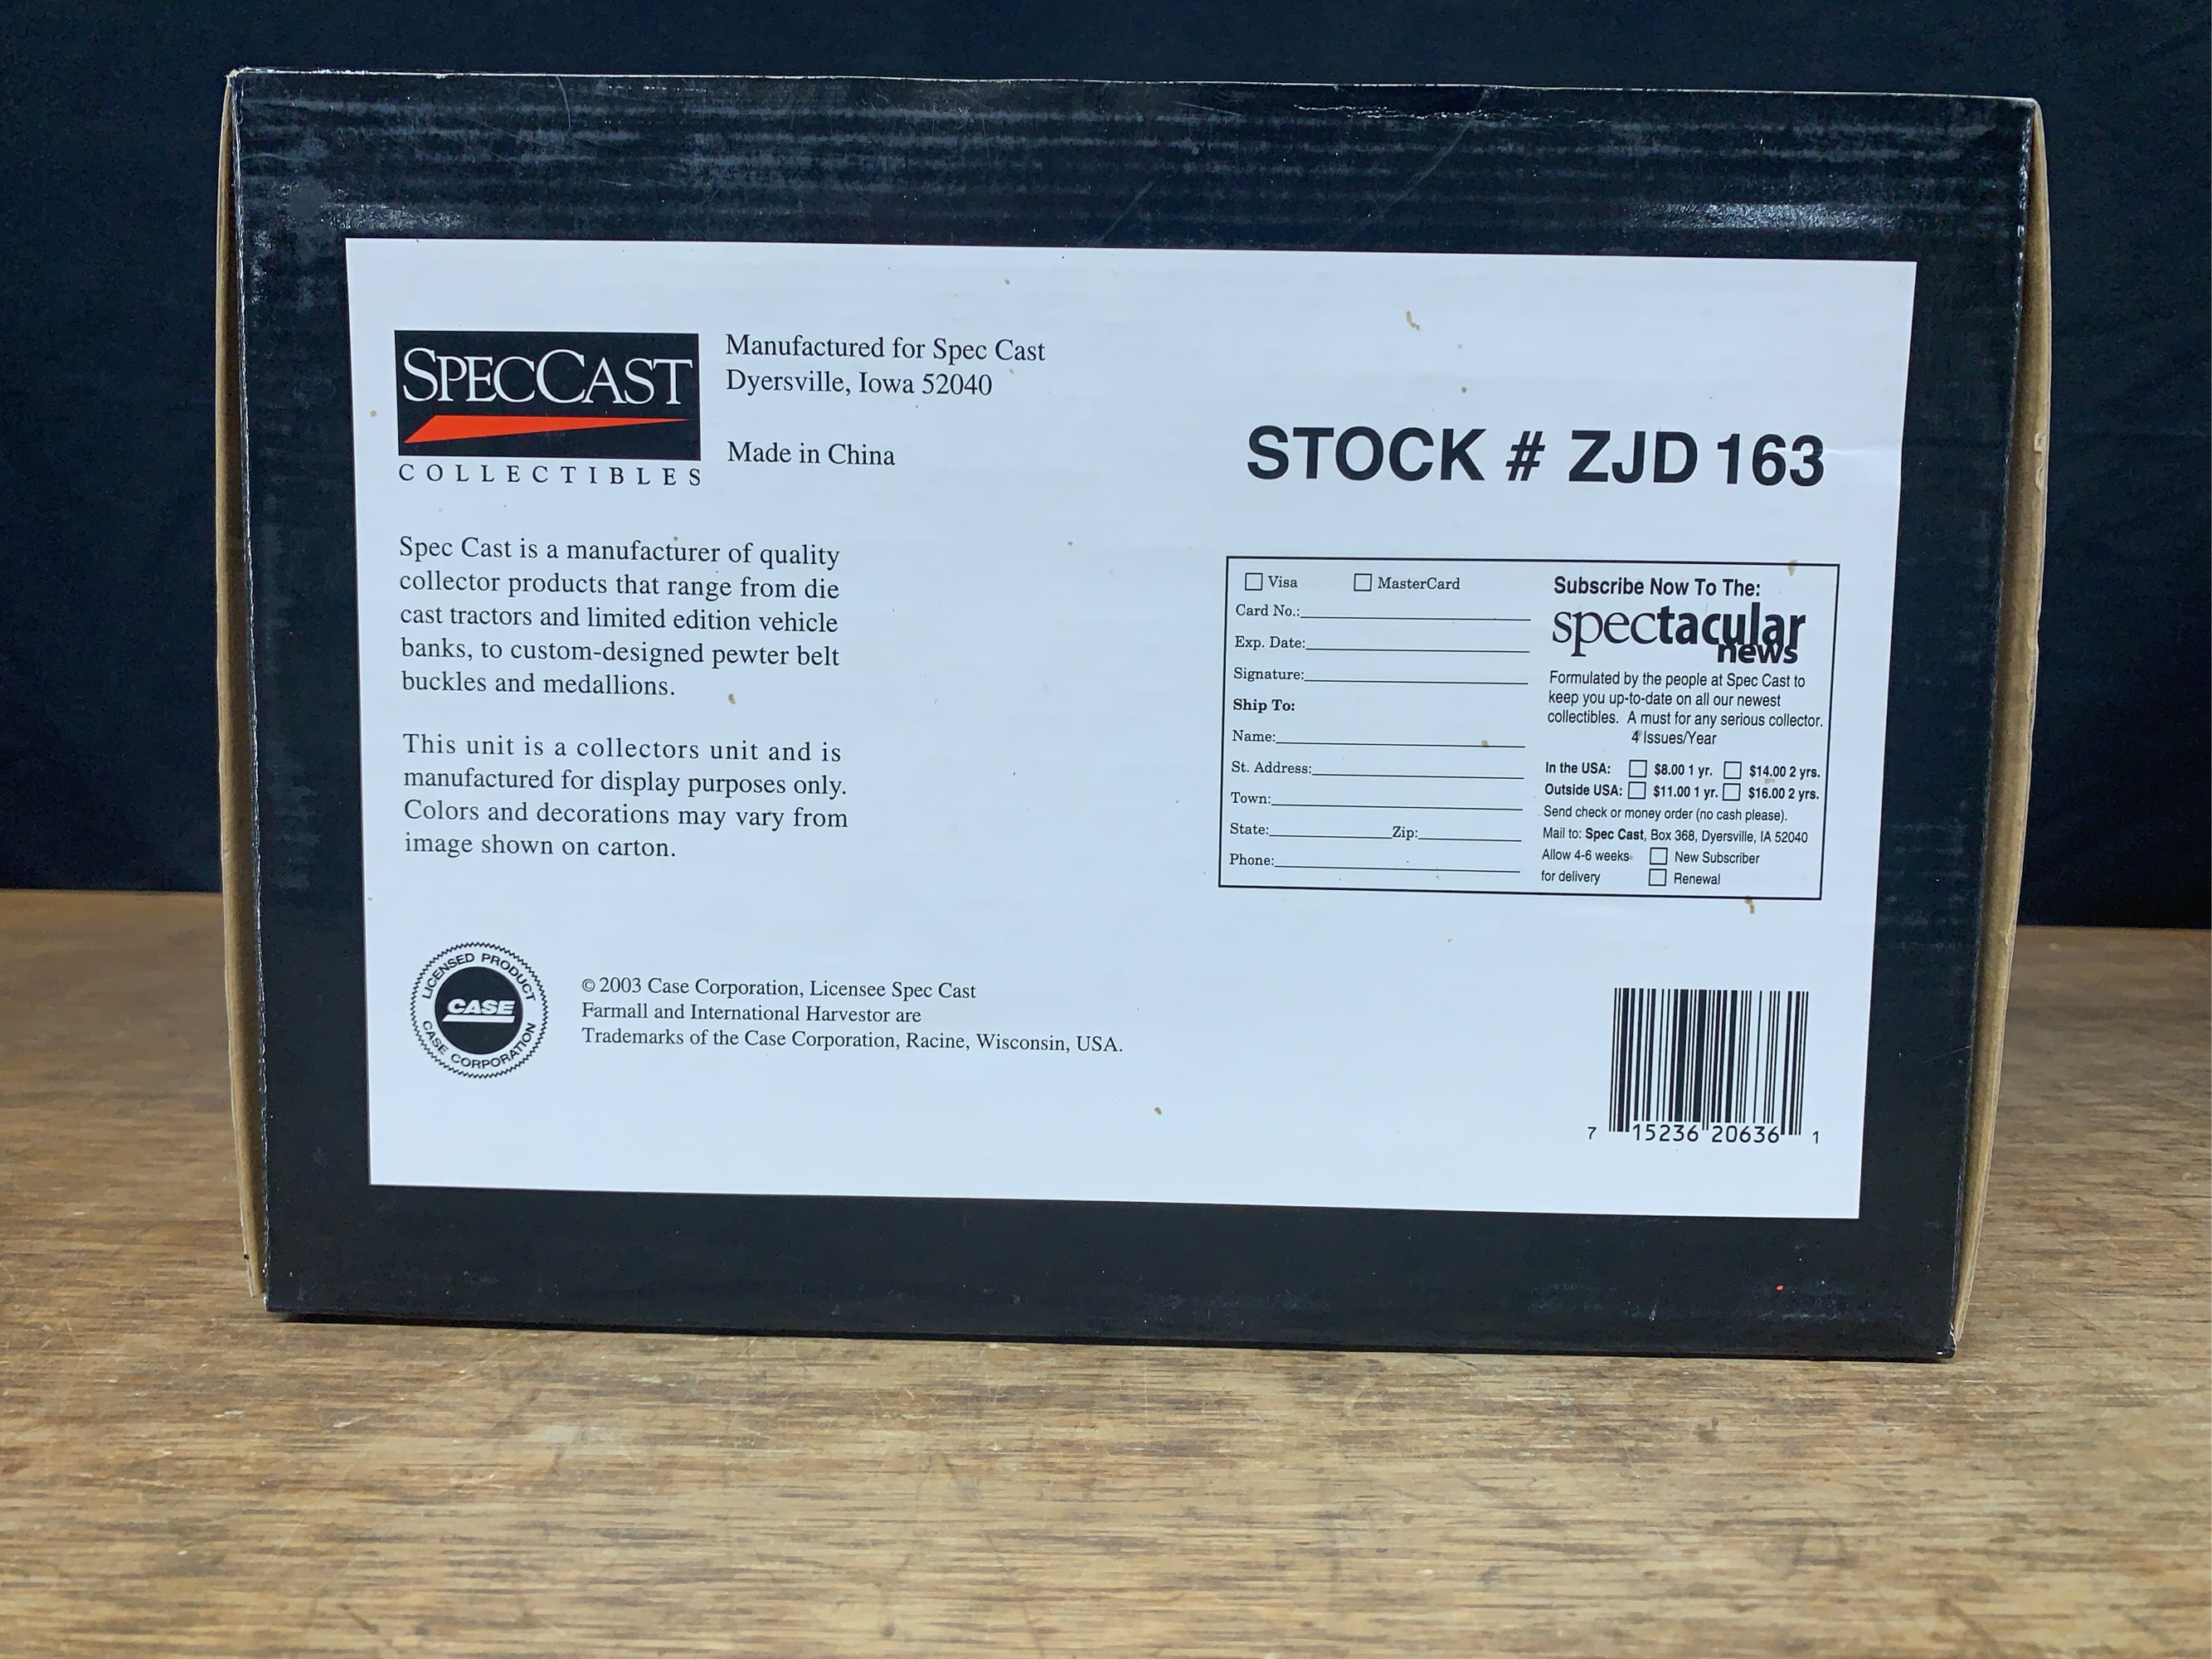 SPECCAST
COLLECTIBLES
Manufactured for Spec Cast
Dyersville, Iowa 52040
Made in China
Spec Cast is a manufacturer of quality
collector products that range from die
cast tractors and limited edition vehicle
banks, to custom-designed pewter belt
buckles and medallions.
This unit is a collectors unit and is
manufactured for display purposes only.
Colors and decorations may vary from
image shown on carton.
LICENSED PRODUCT
CASE
CASE CORPORATION
© 2003 Case Corporation, Licensee Spec Cast
Farmall and International Harvestor are
Trademarks of the Case Corporation, Racine, Wisconsin, USA.
STOCK # ZJD 163
Visa MasterCard
Card No.:
Exp. Date:
Signature:
Ship To:
Name:
St. Address:
Town:
State: Zip:
Phone:
Subscribe Now To The:
spectacular
news
Formulated by the people at Spec Cast to
keep you up-to-date on all our newest
collectibles. A must for any serious collector.
4 Issues/Year
In the USA: $8.00 1 yr. $14.00 2 yrs.
Outside USA: $11.00 1 yr. $16.00 2 yrs.
Send check or money order (no cash please).
Mail to: Spec Cast, Box 368, Dyersville, IA 52040
Allow 4-6 weeks New Subscriber
for delivery Renewal
7 15236 20636 1